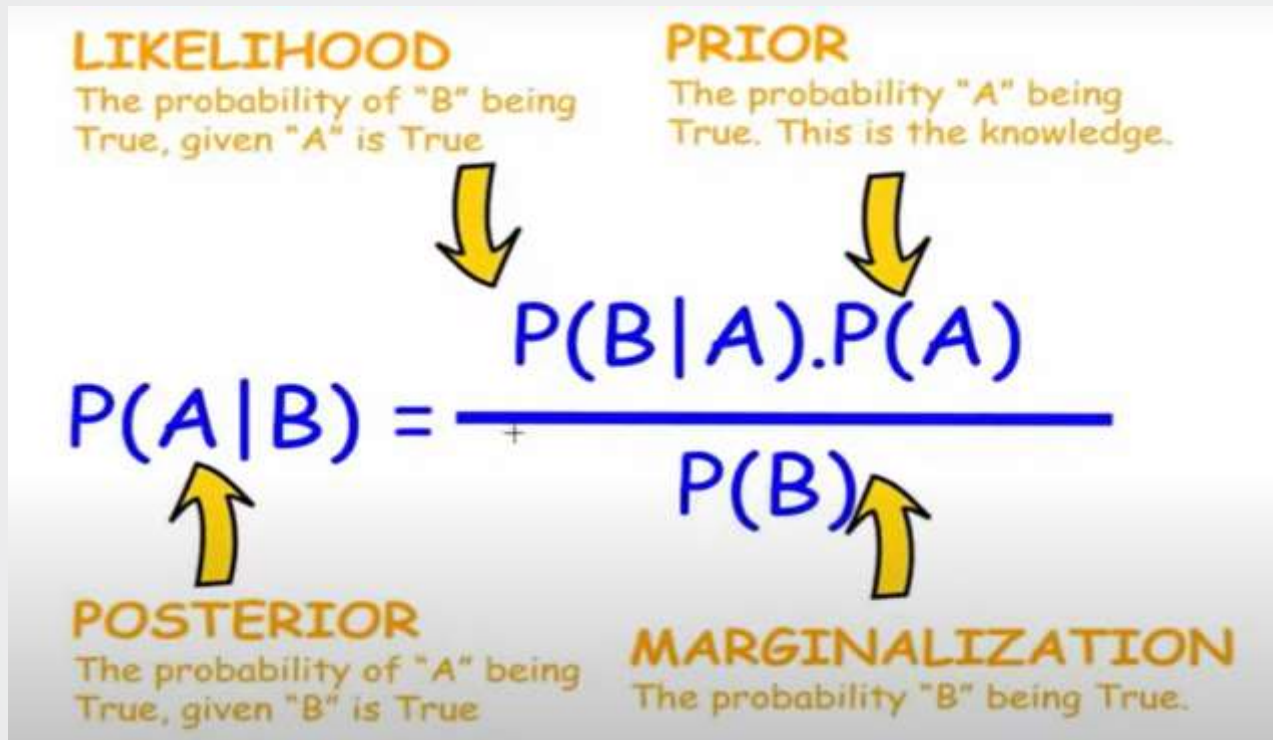 LIKELIHOOD
The probability of “B” being
True, given “A” is True
PRIOR
The probability “A” being
True. This is the knowledge.
P(B|A).P(A)
P(A|B) =
P(B)
POSTERIOR
The probability of “A” being
True, given “B” is True
MARGINALIZATION
The probability “B” being True.